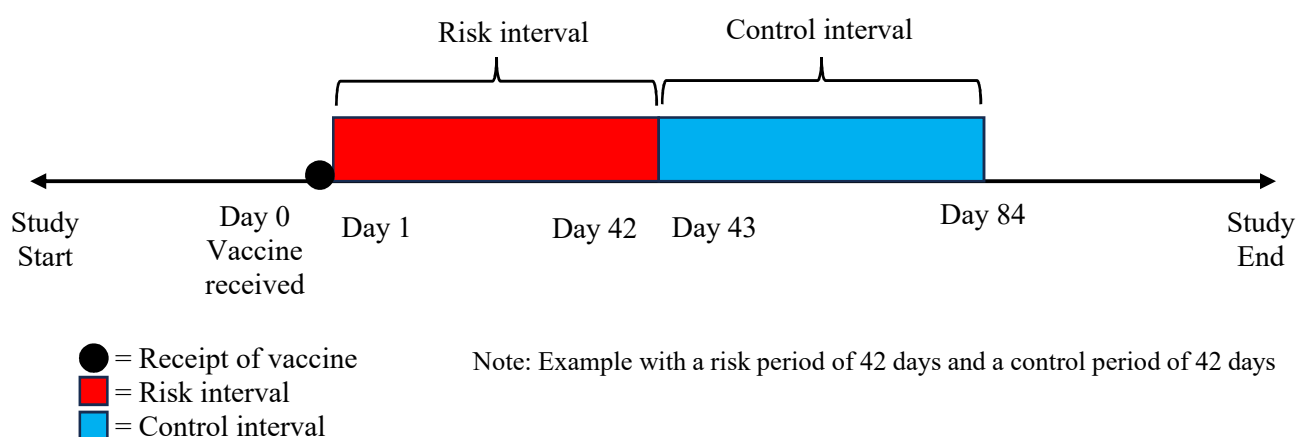 Risk interval
Control interval
Study
Start
Day 0
Vaccine
received
Day 1
Day 42
Day 43
Day 84
Study
End
= Receipt of vaccine
= Risk interval
= Control interval
Note: Example with a risk period of 42 days and a control period of 42 days